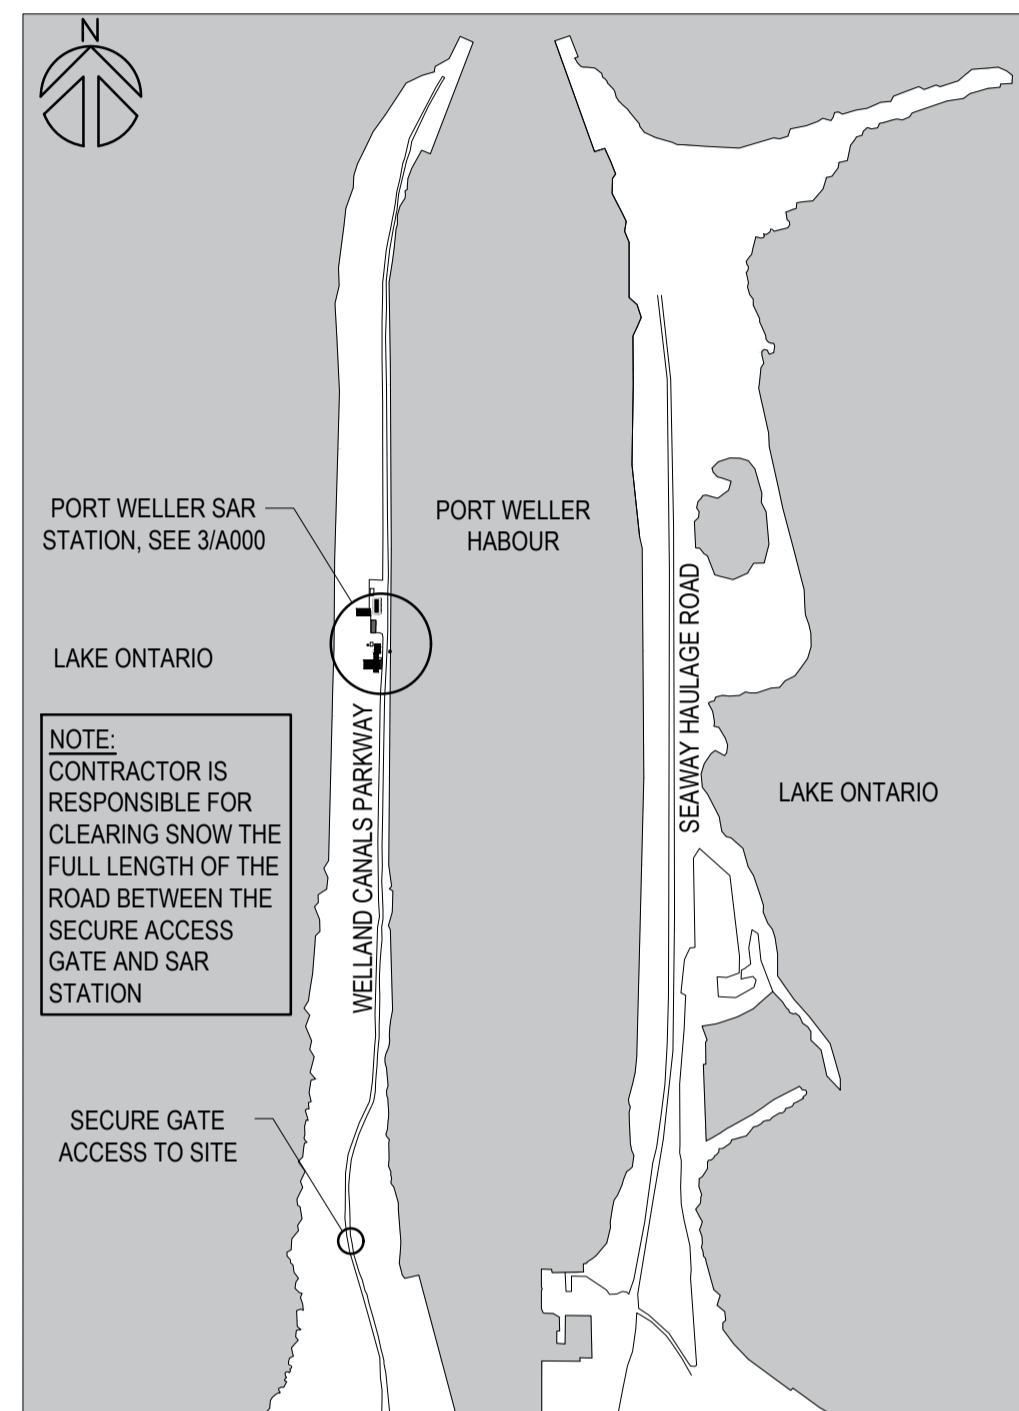 N
PORT WELLER SAR
STATION, SEE 3/A000
PORT WELLER
HABOUR
LAKE ONTARIO
SEAWAY HAULAGE ROAD
WELLAND CANALS PARKWAY
NOTE:
CONTRACTOR IS
RESPONSIBLE FOR
CLEARING SNOW THE
FULL LENGTH OF THE
ROAD BETWEEN THE
SECURE ACCESS
GATE AND SAR
STATION
LAKE ONTARIO
SECURE GATE
ACCESS TO SITE